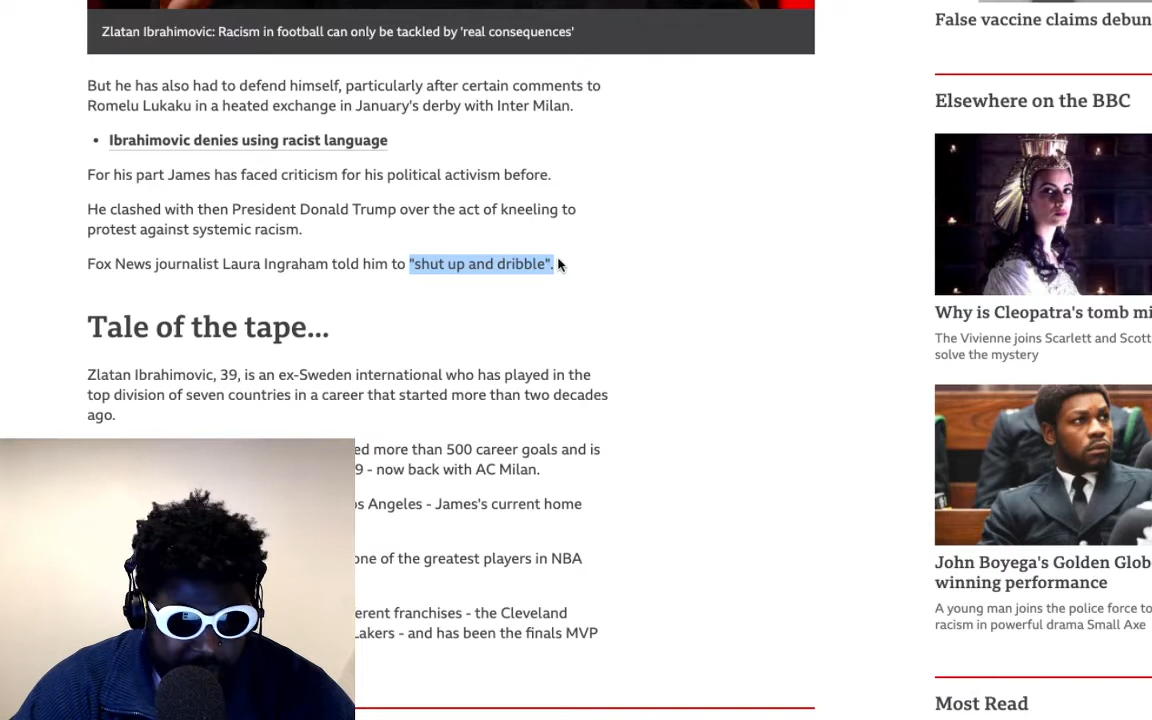 Zlatan Ibrahimovic: Racism in football can only be tackled by 'real consequences'
But he has also had to defend himself, particularly after certain comments to
Romelu Lukaku in a heated exchange in January's derby with Inter Milan.
• Ibrahimovic denies using racist language
For his part James has faced criticism for his political activism before.
He clashed with then President Donald Trump over the act of kneeling to
protest against systemic racism.
Fox News journalist Laura Ingraham told him to "shut up and dribble".
Tale of the tape...
Zlatan Ibrahimovic, 39, is an ex-Sweden international who has played in the
top division of seven countries in a career that started more than two decades
ago.
ed more than 500 career goals and is
9 - now back with AC Milan.
os Angeles - James's current home
one of the greatest players in NBA
erent franchises - the Cleveland
Lakers - and has been the finals MVP
False vaccine claims debun
Elsewhere on the BBC
Why is Cleopatra's tomb mi
The Vivienne joins Scarlett and Scott
solve the mystery
John Boyega's Golden Glob
winning performance
A young man joins the police force to
racism in powerful drama Small Axe
Most Read